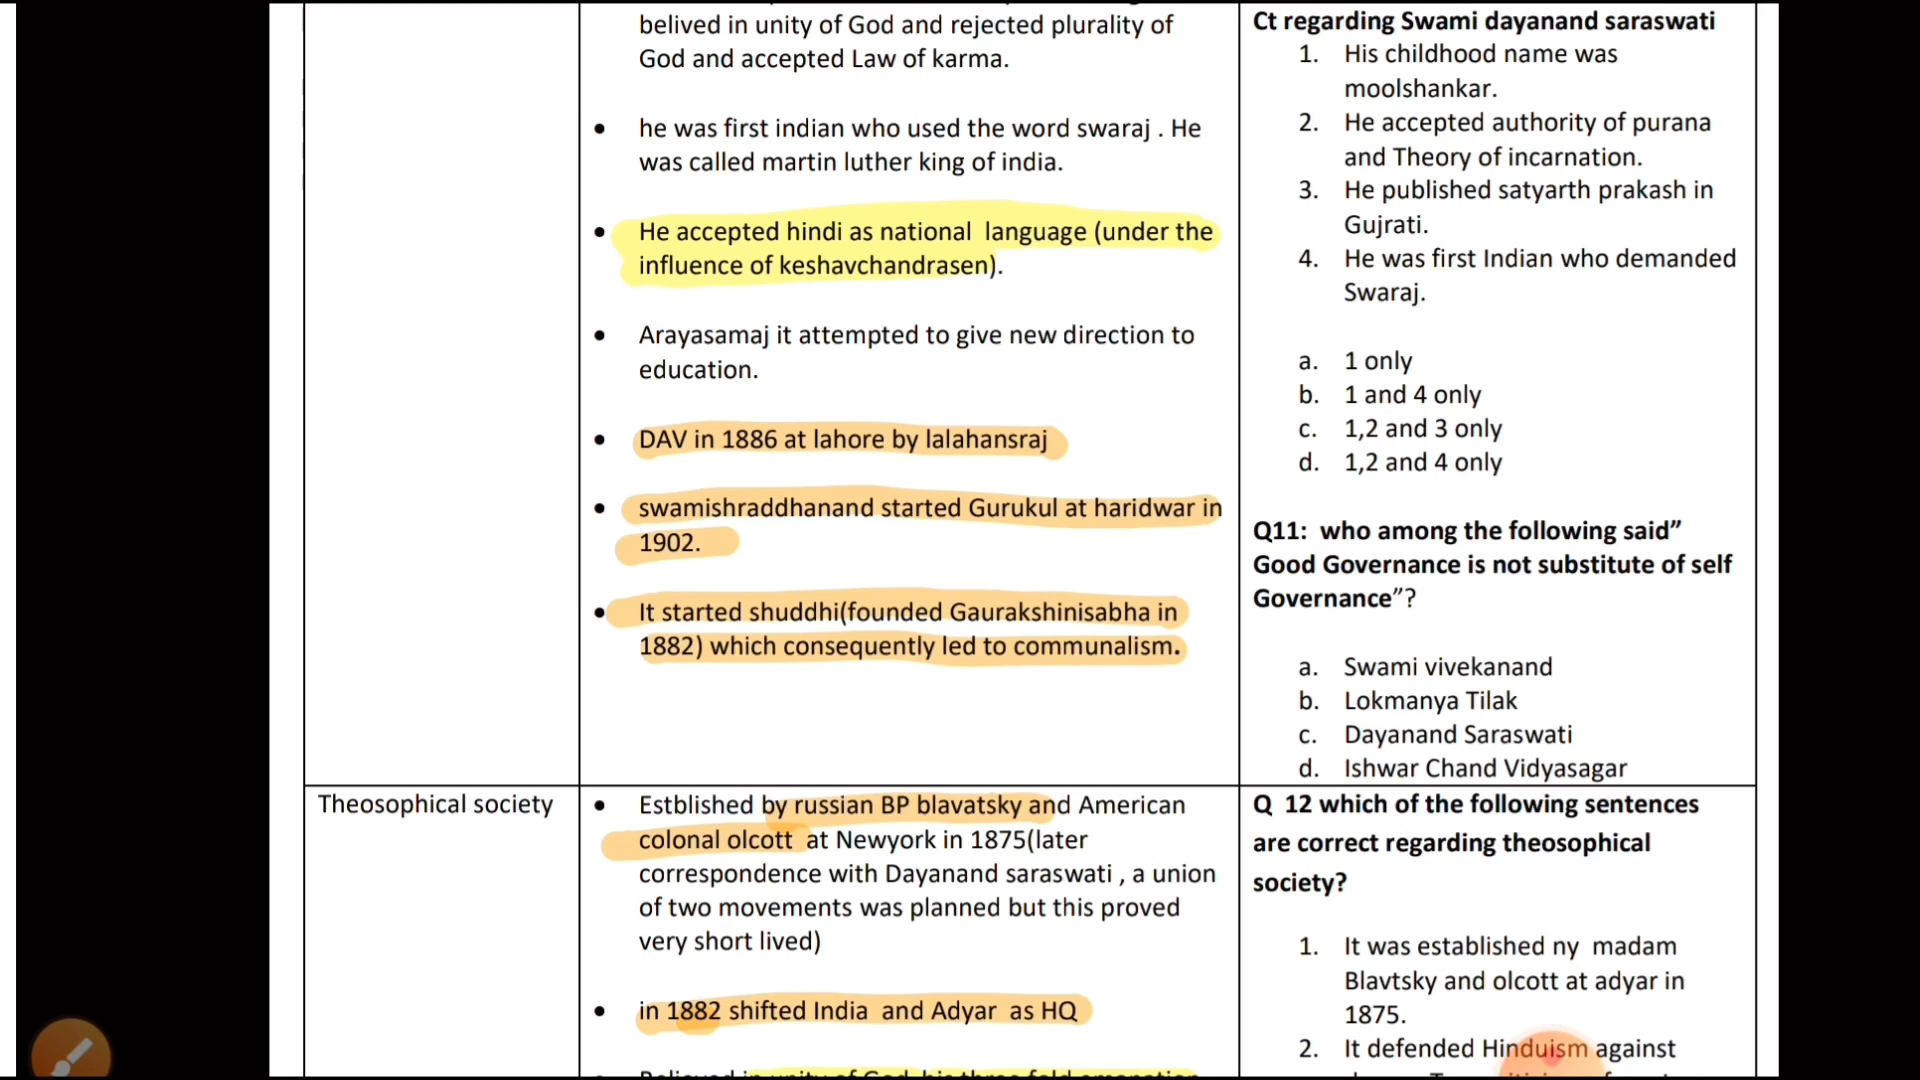 belived in unity of God and rejected plurality of
God and accepted Law of karma.
• he was first indian who used the word swaraj . He
was called martin luther king of india.
• He accepted hindi as national language (under the
influence of keshavchandrasen).
• Arayasamaj it attempted to give new direction to
education.
• DAV in 1886 at lahore by lalahansraj
• swamishraddhanand started Gurukul at haridwar in
1902.
• It started shuddhi(founded Gaurakshinisabha in
1882) which consequently led to communalism.
Ct regarding Swami dayanand saraswati
1. His childhood name was
moolshankar.
2. He accepted authority of purana
and Theory of incarnation.
3. He published satyarth prakash in
Gujrati.
4. He was first Indian who demanded
Swaraj.
a. 1 only
b. 1 and 4 only
c. 1,2 and 3 only
d. 1,2 and 4 only
Q11: who among the following said”
Good Governance is not substitute of self
Governance”?
a. Swami vivekanand
b. Lokmanya Tilak
c. Dayanand Saraswati
d. Ishwar Chand Vidyasagar
Theosophical society
• Estblished by russian BP blavatsky and American
colonal olcott at Newyork in 1875(later
correspondence with Dayanand saraswati , a union
of two movements was planned but this proved
very short lived)
• in 1882 shifted India and Adyar as HQ
Q 12 which of the following sentences
are correct regarding theosophical
society?
1. It was established ny madam
Blavtsky and olcott at adyar in
1875.
2. It defended Hinduism against